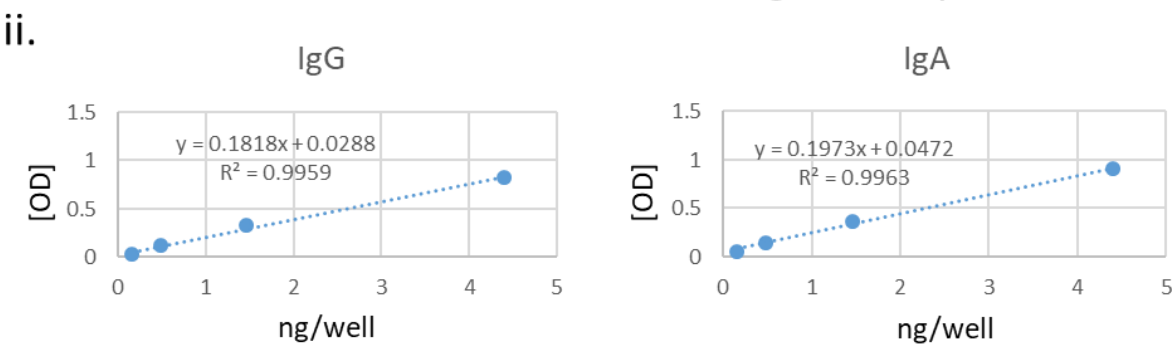 ii.
IgG
1.5
1
0.5
0
y = 0.1818x + 0.0288
R² = 0.9959
[OD]
0 1 2 3 4 5
ng/well
IgA
1.5
1
0.5
0
y = 0.1973x + 0.0472
R² = 0.9963
[OD]
0 1 2 3 4 5
ng/well